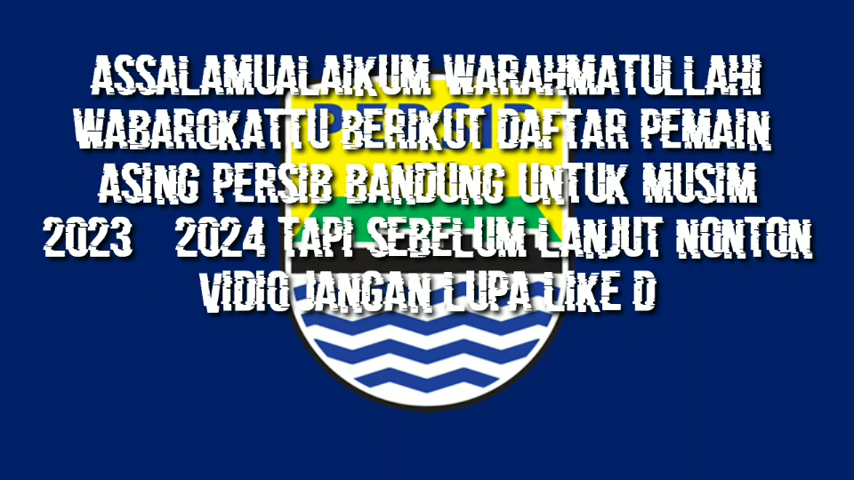 ASSALAMUALAIKUM WARAHMATULLAHI
WABAROKATTU BERIKUT DAFTAR PEMAIN
ASING PERSIB BANDUNG UNTUK MUSIM
2023 2024 TAPI SEBELUM LANJUT NONTON
VIDIO JANGAN LUPA LIKE D
PERSIB